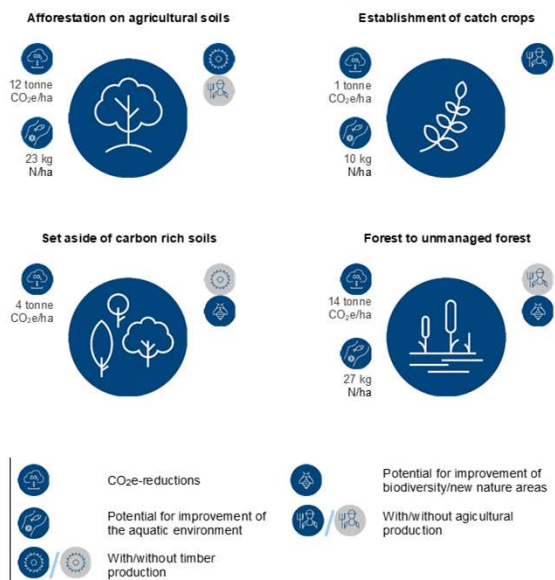 Afforestation on agricultural soils
12 tonne
CO₂e/ha
23 kg
N/ha
Establishment of catch crops
1 tonne
CO₂e/ha
10 kg
N/ha
Set aside of carbon rich soils
4 tonne
CO₂e/ha
Forest to unmanaged forest
14 tonne
CO₂e/ha
27 kg
N/ha
CO₂e-reductions
Potential for improvement of
the aquatic environment
With/without timber
production
Potential for improvement of
biodiversity/new nature areas
With/without agicultural
production